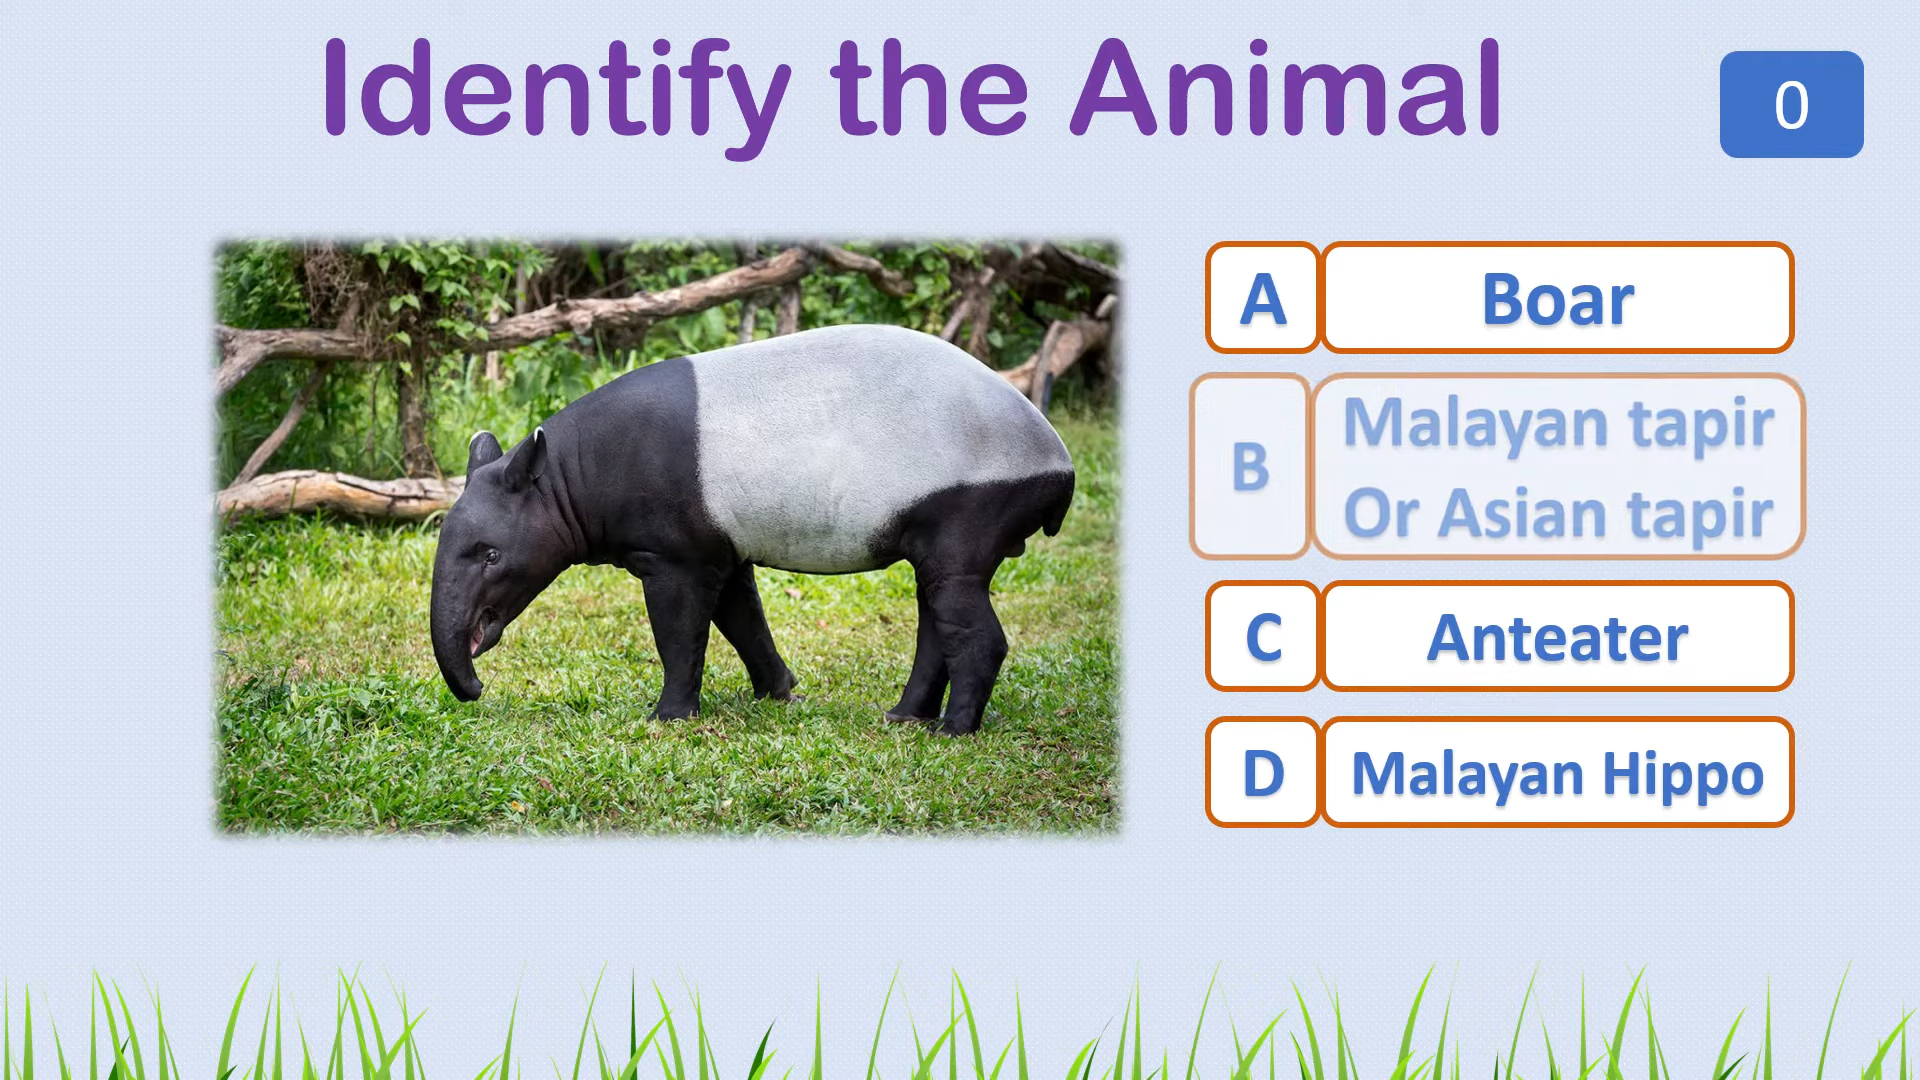 Identify the Animal
0
A Boar
B Malayan tapir
Or Asian tapir
C Anteater
D Malayan Hippo